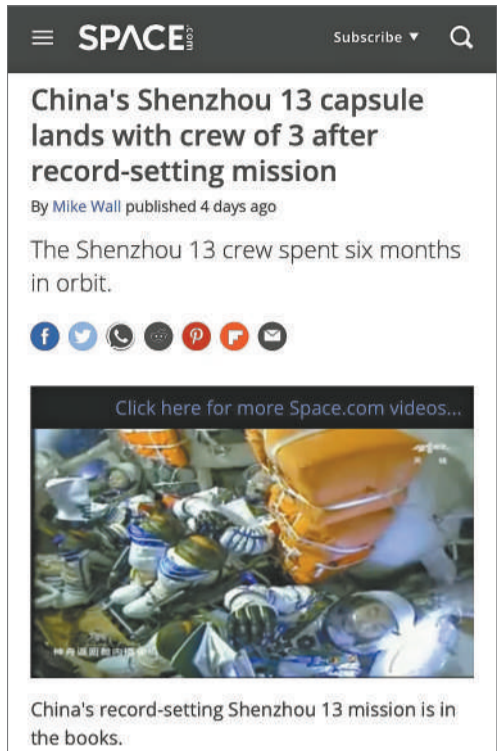 SPACE.com
Subscribe ▼
China's Shenzhou 13 capsule
lands with crew of 3 after
record-setting mission
By Mike Wall published 4 days ago
The Shenzhou 13 crew spent six months
in orbit.
Click here for more Space.com videos...
China's record-setting Shenzhou 13 mission is in
the books.